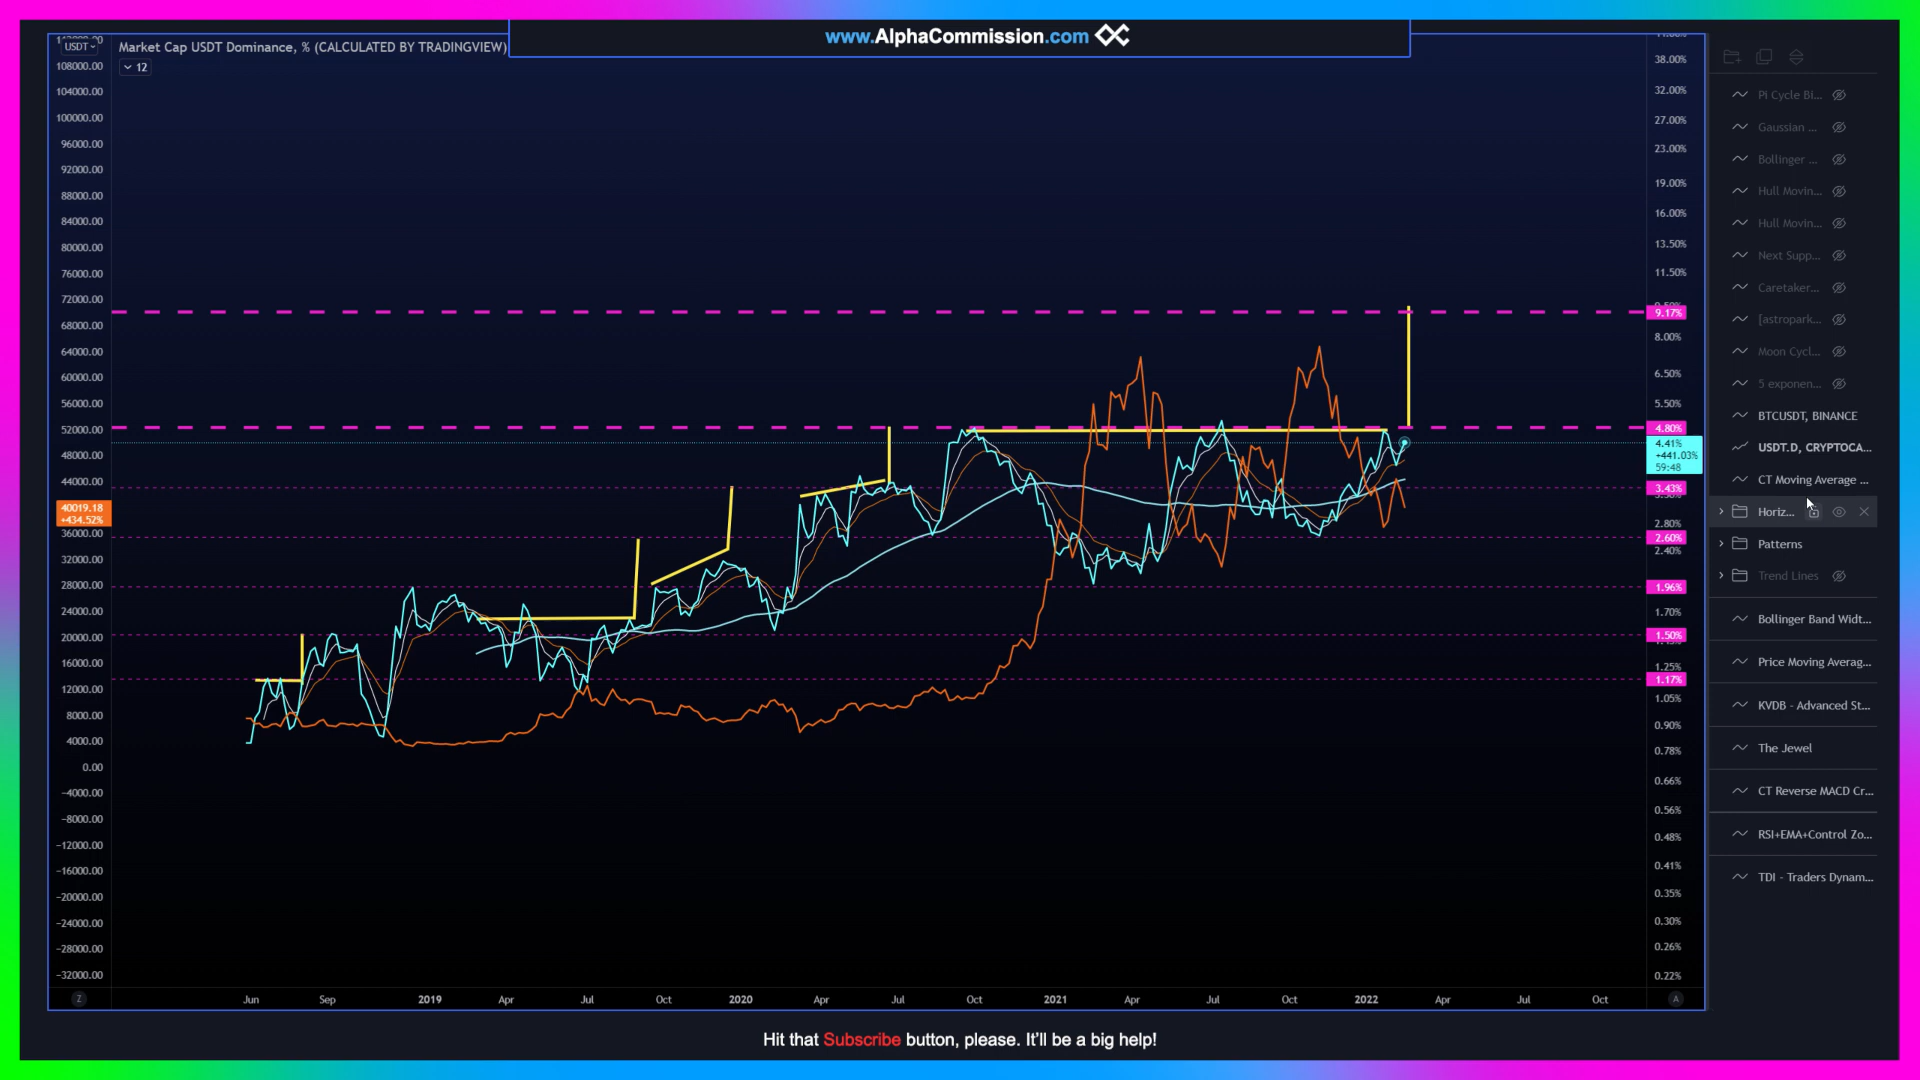 www.AlphaCommission.com
USDT
Market Cap USDT Dominance, % (CALCULATED BY TRADINGVIEW)
12
108000.00
104000.00
100000.00
96000.00
92000.00
88000.00
84000.00
80000.00
76000.00
72000.00
68000.00
64000.00
60000.00
56000.00
52000.00
48000.00
44000.00
40019.18
+434.52%
36000.00
32000.00
28000.00
24000.00
20000.00
16000.00
12000.00
8000.00
4000.00
0.00
−4000.00
−8000.00
−12000.00
−16000.00
−20000.00
−24000.00
−28000.00
−32000.00
38.00%
32.00%
27.00%
23.00%
19.00%
16.00%
13.50%
11.50%
9.17%
8.00%
6.50%
5.50%
4.80%
4.41%
+441.03%
59:48
3.43%
2.80%
2.60%
2.40%
1.96%
1.70%
1.50%
1.25%
1.17%
1.05%
0.90%
0.78%
0.66%
0.56%
0.48%
0.41%
0.35%
0.30%
0.26%
0.22%
Z
Jun Sep 2019 Apr Jul Oct 2020 Apr Jul Oct 2021 Apr Jul Oct 2022 Apr Jul Oct
A
Pi Cycle Bi...
Gaussian ...
Bollinger ...
Hull Movin...
Hull Movin...
Next Supp...
Caretaker...
[astropark...
Moon Cycl...
5 exponen...
BTCUSDT, BINANCE
USDT.D, CRYPTOCA...
CT Moving Average ...
Horiz...
Patterns
Trend Lines
Bollinger Band Widt...
Price Moving Averag...
KVDB - Advanced St...
The Jewel
CT Reverse MACD Cr...
RSI+EMA+Control Zo...
TDI - Traders Dynam...
Hit that Subscribe button, please. It'll be a big help!